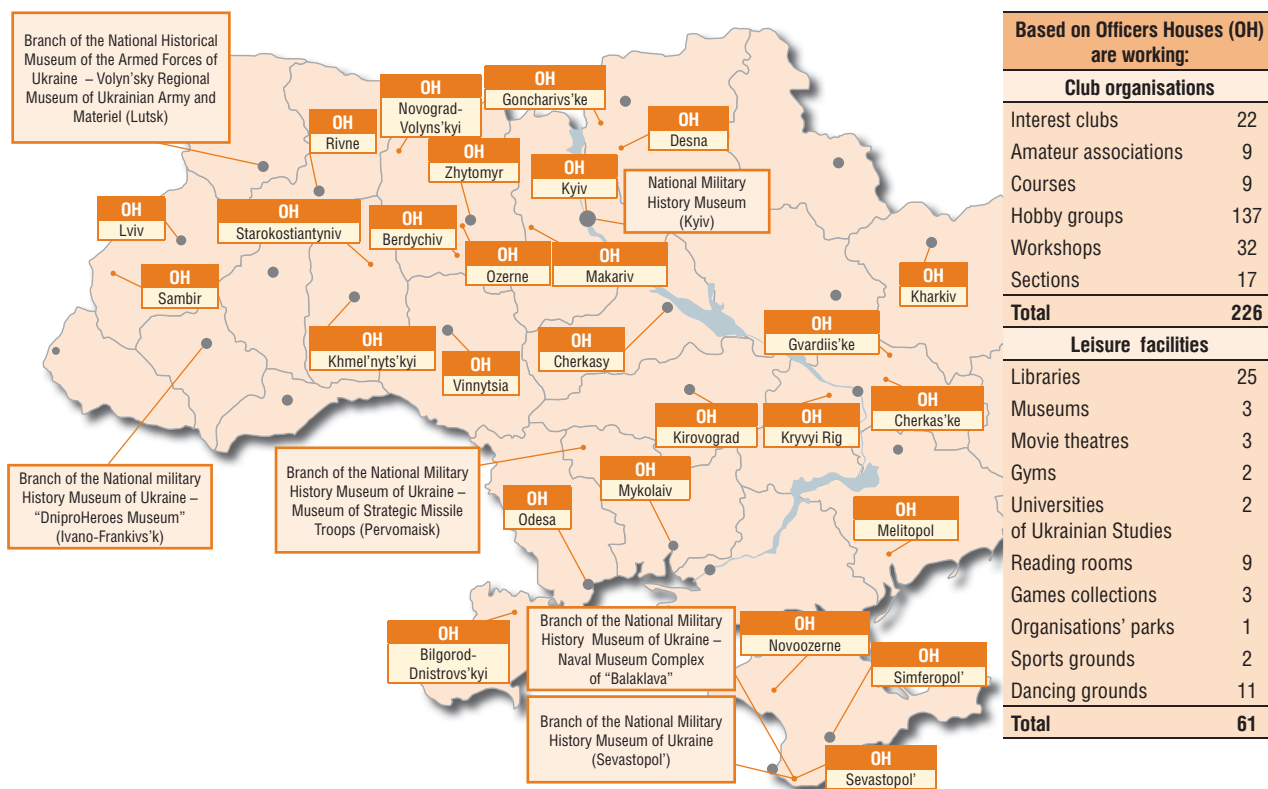 Branch of the National Historical
Museum of the Armed Forces of
Ukraine – Volyn'sky Regional
Museum of Ukrainian Army and
Materiel (Lutsk)
OH
Rivne
OH
Novograd-
Volyns'kyi
OH
Goncharivs'ke
OH
Desna
OH
Zhytomyr
OH
Kyiv
National Military
History Museum
(Kyiv)
OH
Lviv
OH
Starokostiantyniv
OH
Berdychiv
OH
Ozerne
OH
Makariv
OH
Sambir
OH
Kharkiv
OH
Khmel'nyts'kyi
OH
Vinnytsia
OH
Cherkasy
OH
Gvardiis'ke
OH
Kirovograd
OH
Kryvyi Rig
OH
Cherkas'ke
Branch of the National military
History Museum of Ukraine –
“DniproHeroes Museum”
(Ivano-Frankivs'k)
Branch of the National Military
History Museum of Ukraine –
Museum of Strategic Missile
Troops (Pervomaisk)
OH
Odesa
OH
Mykolaiv
OH
Melitopol
OH
Bilgorod-
Dnistrovs'kyi
Branch of the National Military
History Museum of Ukraine –
Naval Museum Complex
of “Balaklava”
OH
Novoozerne
OH
Simferopol'
Branch of the National Military
History Museum of Ukraine
(Sevastopol')
OH
Sevastopol'
Based on Officers Houses (OH)
are working:
Club organisations
Interest clubs 22
Amateur associations 9
Courses 9
Hobby groups 137
Workshops 32
Sections 17
Total 226
Leisure facilities
Libraries 25
Museums 3
Movie theatres 3
Gyms 2
Universities 2
of Ukrainian Studies
Reading rooms 9
Games collections 3
Organisations' parks 1
Sports grounds 2
Dancing grounds 11
Total 61